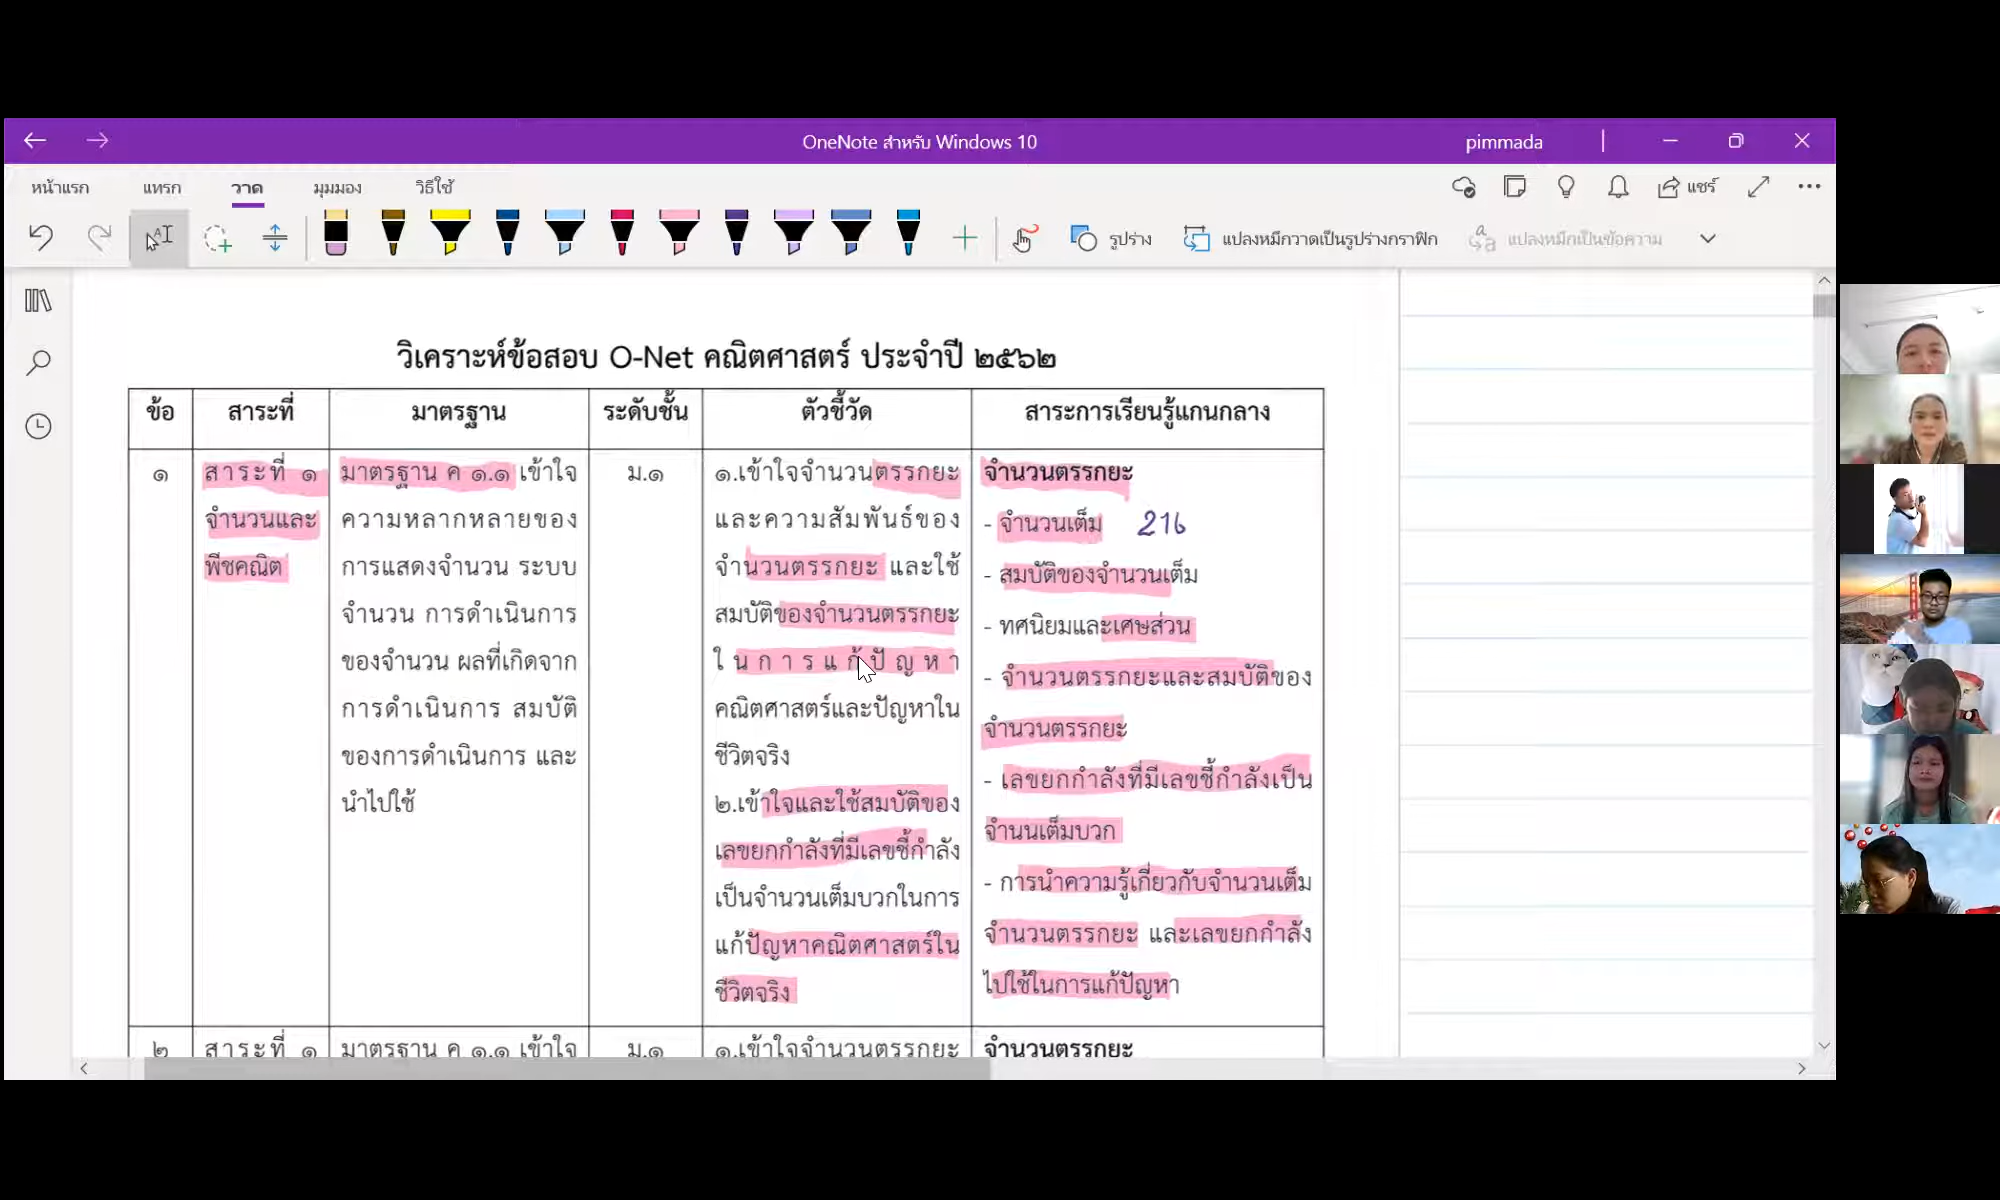 OneNote สำหรับ Windows 10
pimmada
หน้าแรก แทรก วาด มุมมอง วิธีใช้
แชร์
รูปร่าง แปลงหมึกวาดเป็นรูปร่างกราฟิก แปลงหมึกเป็นข้อความ
วิเคราะห์ข้อสอบ O-Net คณิตศาสตร์ ประจำปี ๒๕๖๒
ข้อ สาระที่ มาตรฐาน ระดับชั้น ตัวชี้วัด สาระการเรียนรู้แกนกลาง
๑
สาระที่ ๑
จำนวนและ
พีชคณิต
มาตรฐาน ค ๑.๑ เข้าใจ
ความหลากหลายของ
การแสดงจำนวน ระบบ
จำนวน การดำเนินการ
ของจำนวน ผลที่เกิดจาก
การดำเนินการ สมบัติ
ของการดำเนินการ และ
นำไปใช้
ม.๑
๑.เข้าใจจำนวนตรรกยะ
และความสัมพันธ์ของ
จำนวนตรรกยะ และใช้
สมบัติของจำนวนตรรกยะ
ในการแก้ปัญหา
คณิตศาสตร์และปัญหาใน
ชีวิตจริง
๒.เข้าใจและใช้สมบัติของ
เลขยกกำลังที่มีเลขชี้กำลัง
เป็นจำนวนเต็มบวกในการ
แก้ปัญหาคณิตศาสตร์ใน
ชีวิตจริง
จำนวนตรรกยะ
- จำนวนเต็ม 216
- สมบัติของจำนวนเต็ม
- ทศนิยมและเศษส่วน
- จำนวนตรรกยะและสมบัติของ
จำนวนตรรกยะ
- เลขยกกำลังที่มีเลขชี้กำลังเป็น
จำนนเต็มบวก
- การนำความรู้เกี่ยวกับจำนวนเต็ม
จำนวนตรรกยะ และเลขยกกำลัง
ไปใช้ในการแก้ปัญหา
๒ สาระที่ ๑ มาตรฐาน ค ๑.๑ เข้าใจ ม.๑ ๑.เข้าใจจำนวนตรรกยะ จำนวนตรรกยะ